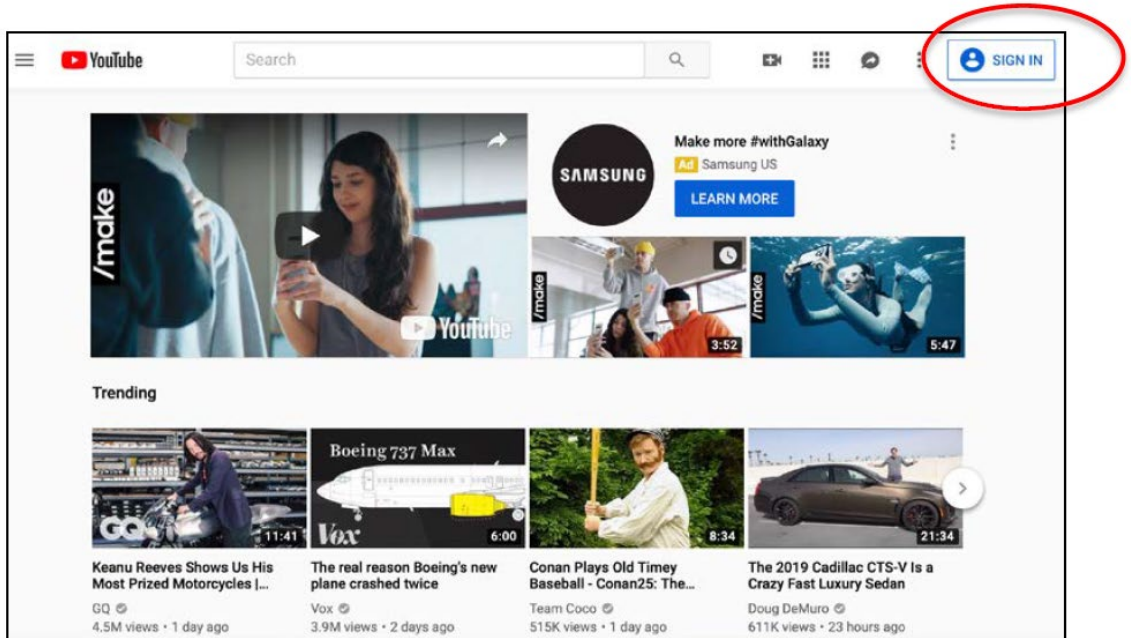 YouTube
Search
SIGN IN
/make
YouTube
SAMSUNG
Make more #withGalaxy
Ad Samsung US
LEARN MORE
/make
3:52
/make
5:47
Trending
GQ
11:41
Boeing 737 Max
Vox
6:00
8:34
21:34
Keanu Reeves Shows Us His
Most Prized Motorcycles |...
GQ
4.5M views • 1 day ago
The real reason Boeing's new
plane crashed twice
Vox
3.9M views • 2 days ago
Conan Plays Old Timey
Baseball - Conan25: The...
Team Coco
515K views • 1 day ago
The 2019 Cadillac CTS-V Is a
Crazy Fast Luxury Sedan
Doug DeMuro
611K views • 23 hours ago